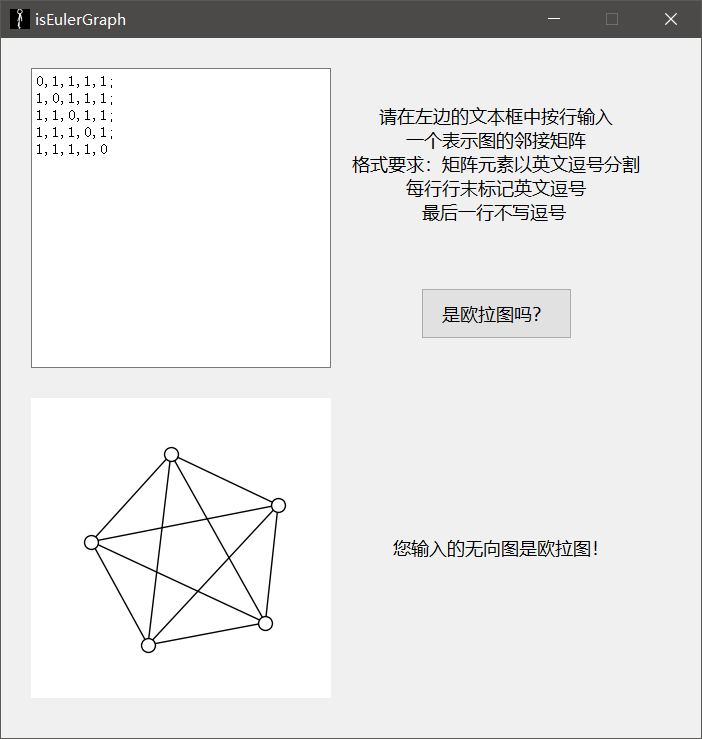 isEulerGraph
0,1,1,1,1;
1,0,1,1,1;
1,1,0,1,1;
1,1,1,0,1;
1,1,1,1,0
请在左边的文本框中按行输入
一个表示图的邻接矩阵
格式要求：矩阵元素以英文逗号分割
每行行末标记英文逗号
最后一行不写逗号
是欧拉图吗？
您输入的无向图是欧拉图！